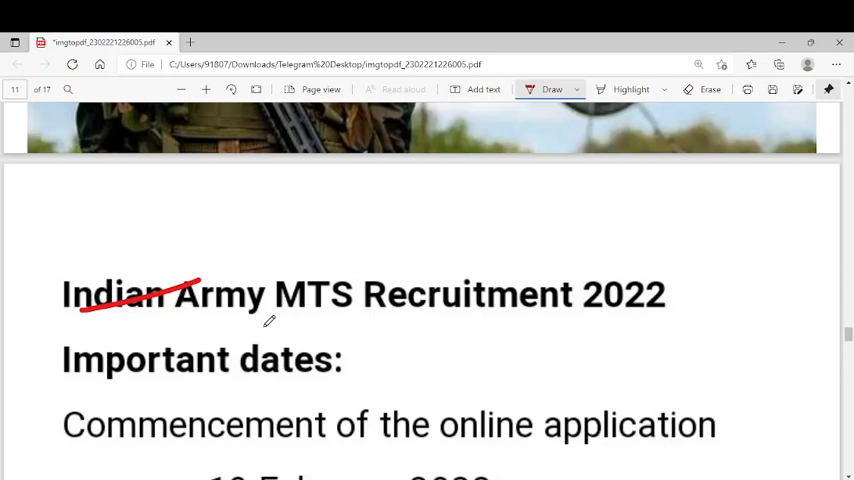 *imgtopdf_2302221226005.pdf
File
C:/Users/91807/Downloads/Telegram%20Desktop/imgtopdf_2302221226005.pdf
11 of 17
Page view
Read aloud
Add text
Draw
Highlight
Erase
Indian Army MTS Recruitment 2022
Important dates:
Commencement of the online application